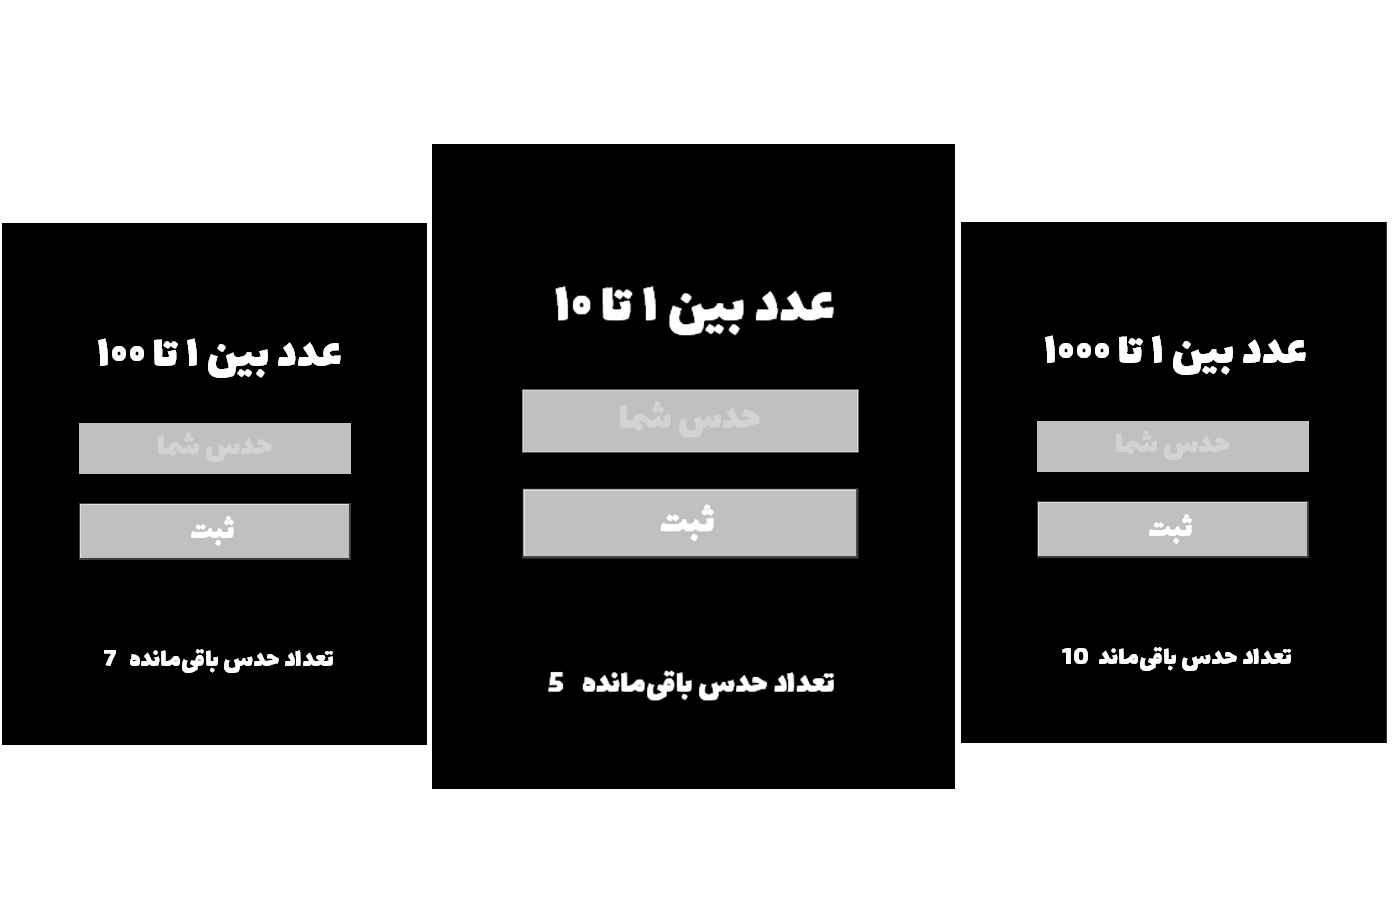 عدد بین ۱ تا ۱۰۰
حدس شما
ثبت
تعداد حدس باقی‌مانده 7
عدد بین ۱ تا ۱۰
حدس شما
ثبت
تعداد حدس باقی‌مانده 5
عدد بین ۱ تا ۱۰۰۰
حدس شما
ثبت
تعداد حدس باقی‌ماند 10